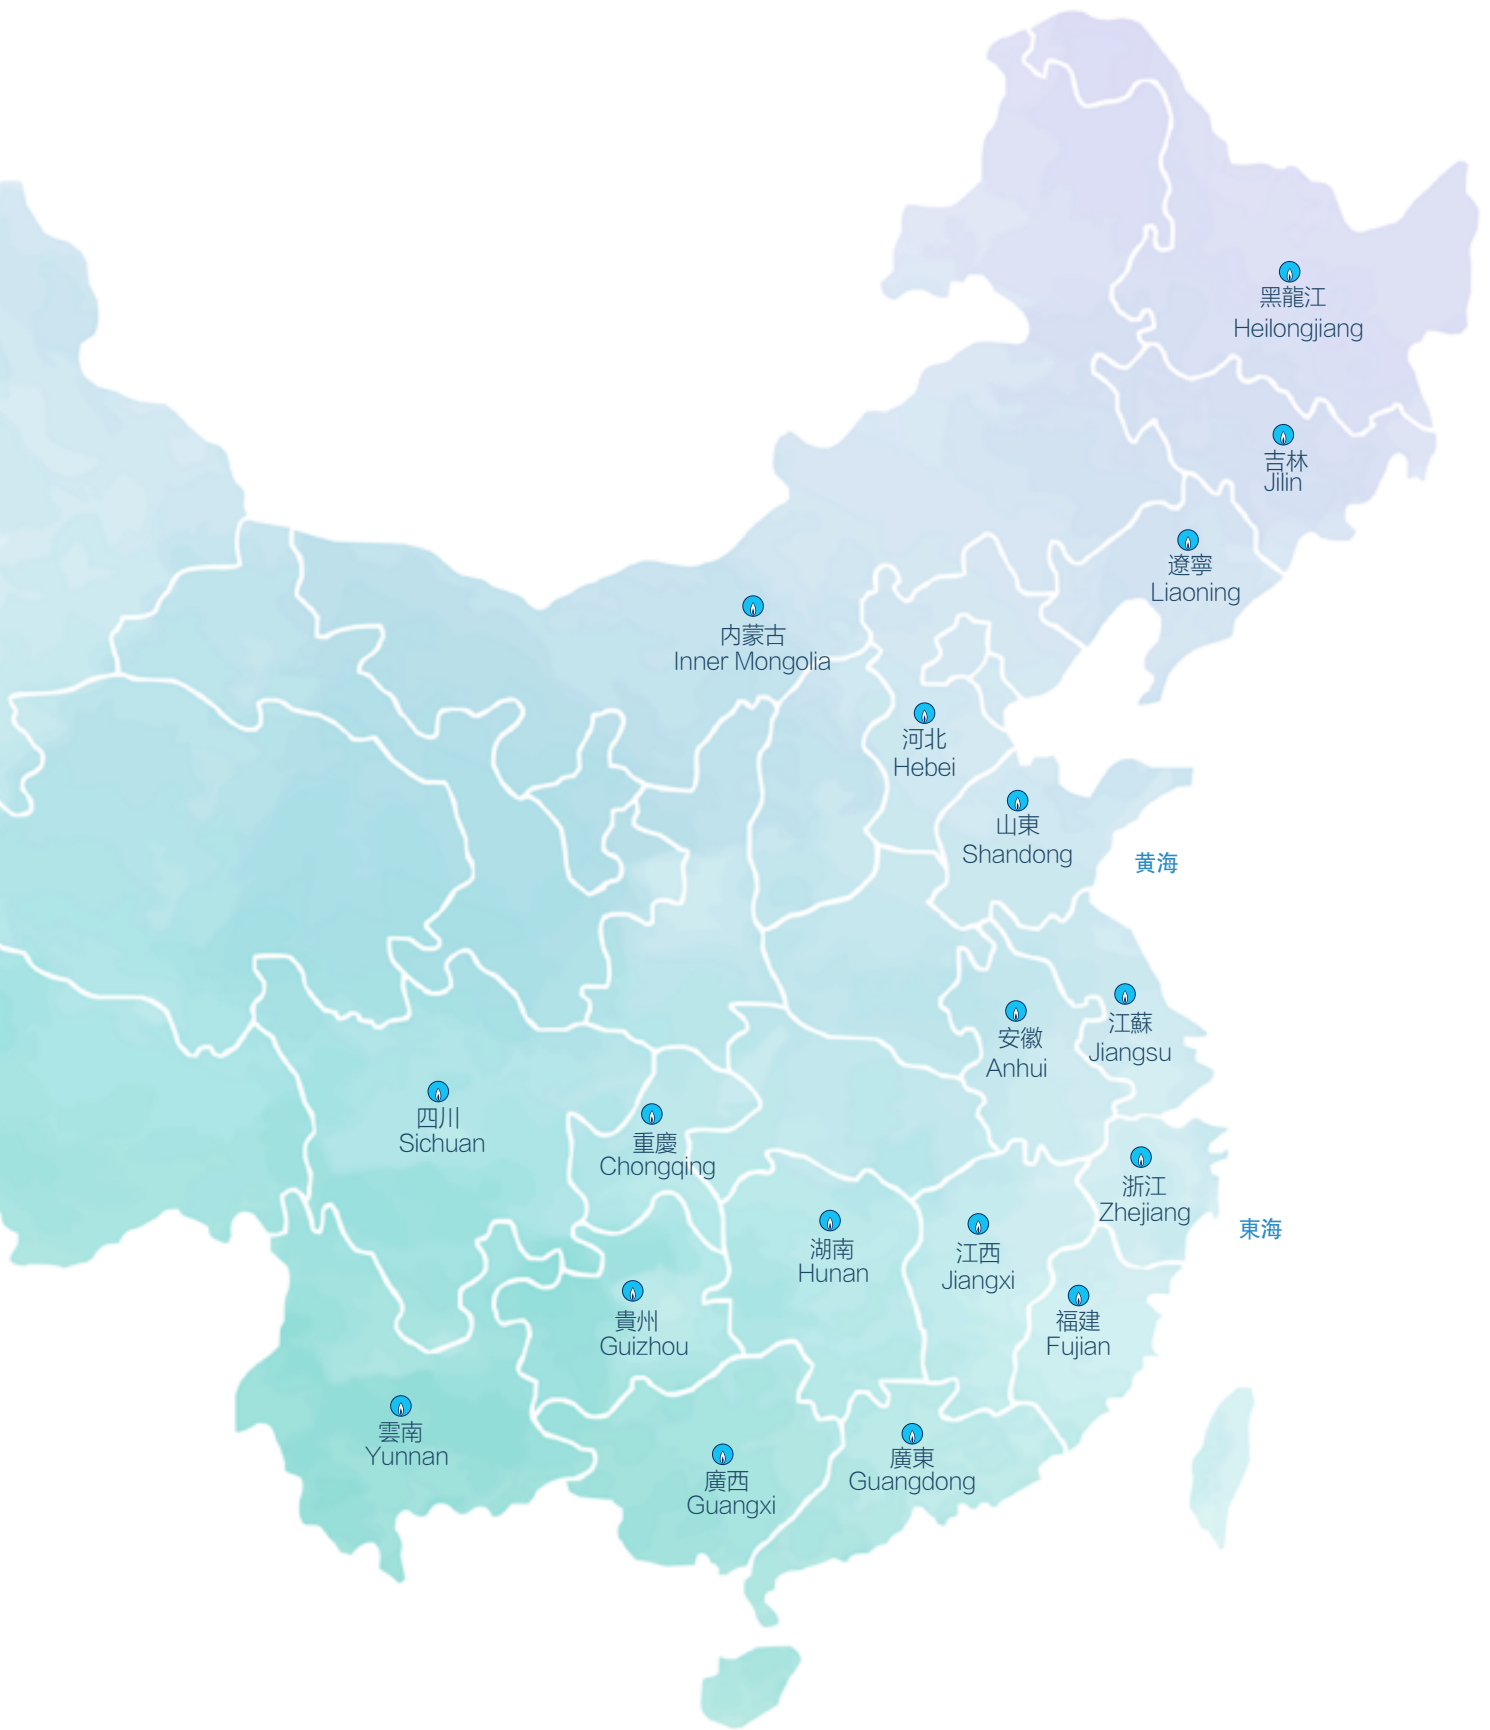 黑龍江
Heilongjiang
吉林
Jilin
遼寧
Liaoning
内蒙古
Inner Mongolia
河北
Hebei
山東
Shandong
黄海
江蘇
Jiangsu
安徽
Anhui
四川
Sichuan
重慶
Chongqing
浙江
Zhejiang
東海
湖南
Hunan
江西
Jiangxi
福建
Fujian
貴州
Guizhou
雲南
Yunnan
廣東
Guangdong
廣西
Guangxi